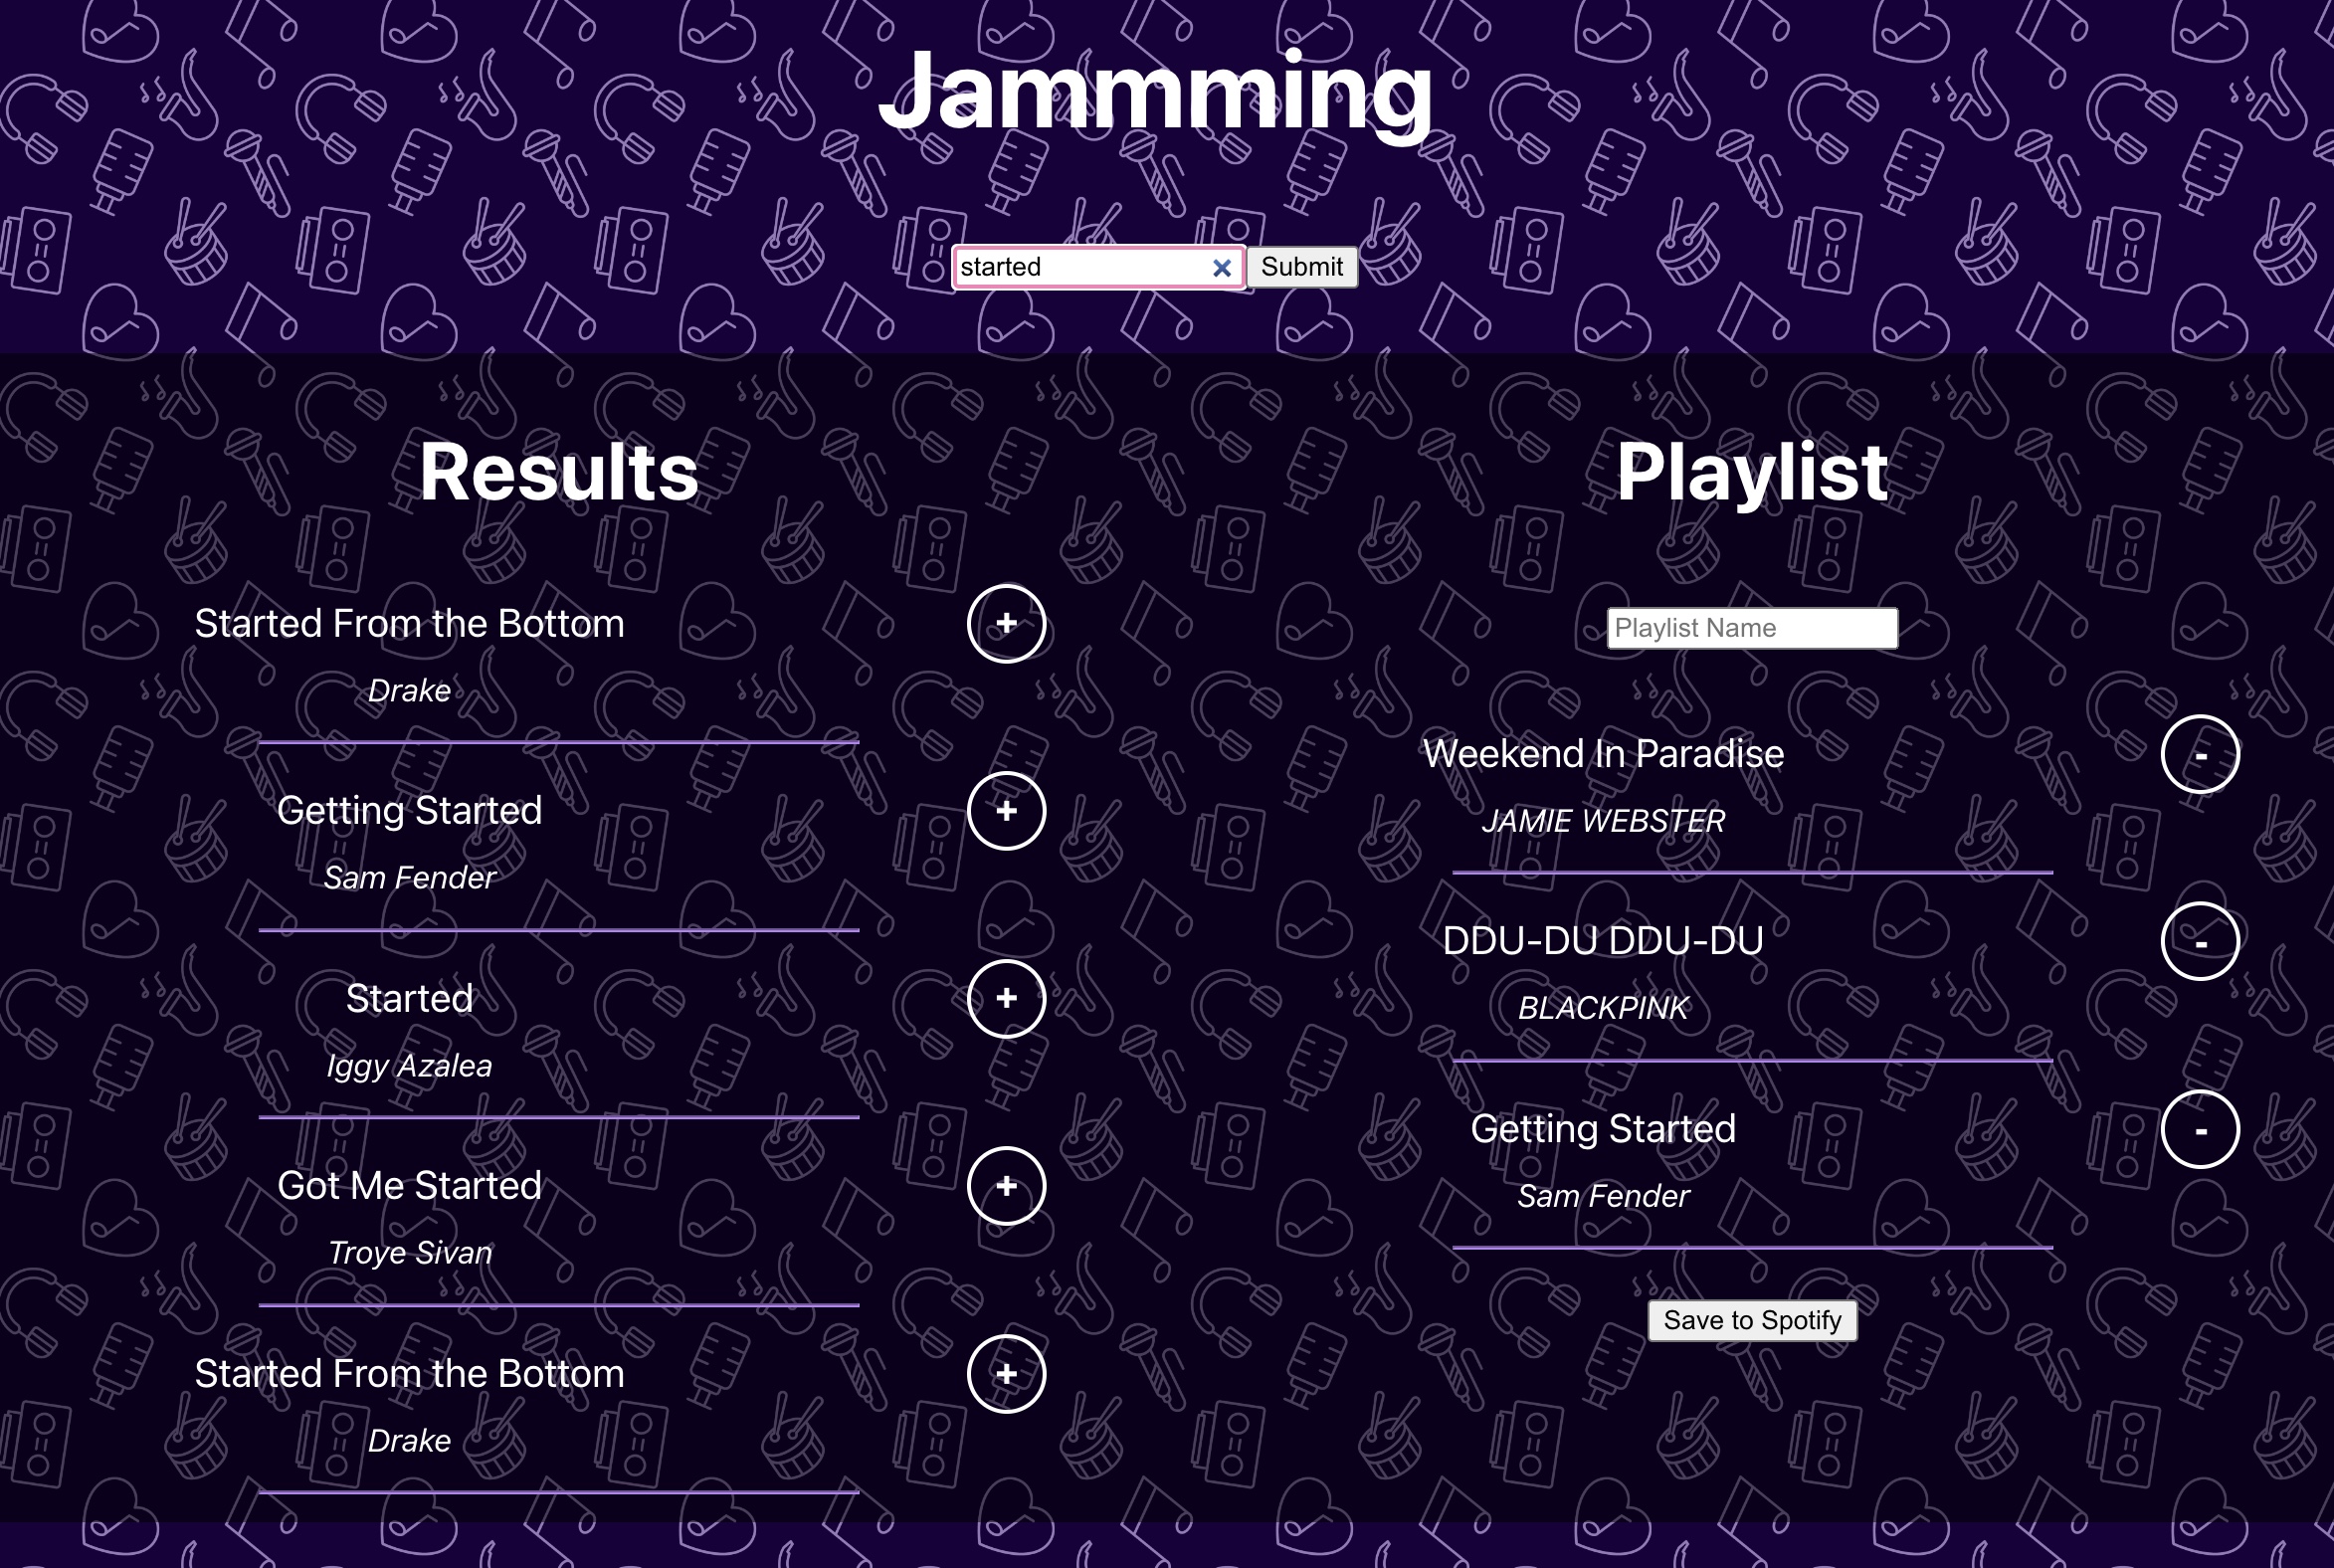 Jammming
started
Submit
Results
Started From the Bottom
+
Drake
Getting Started
+
Sam Fender
Started
+
Iggy Azalea
Got Me Started
+
Troye Sivan
Started From the Bottom
+
Drake
Playlist
Playlist Name
Weekend In Paradise
-
JAMIE WEBSTER
DDU-DU DDU-DU
-
BLACKPINK
Getting Started
-
Sam Fender
Save to Spotify